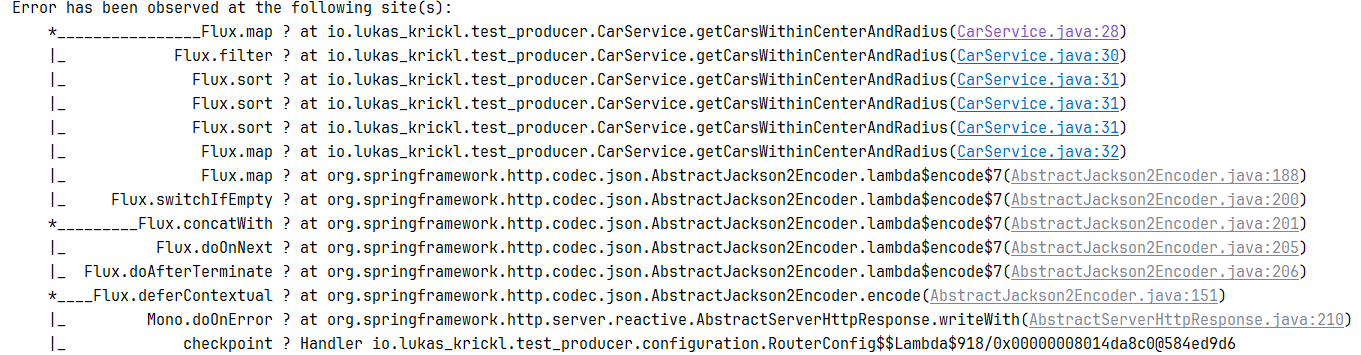 Error has been observed at the following site(s):
*________________Flux.map ? at io.lukas_krickl.test_producer.CarService.getCarsWithinCenterAndRadius(CarService.java:28)
|_ Flux.filter ? at io.lukas_krickl.test_producer.CarService.getCarsWithinCenterAndRadius(CarService.java:30)
|_ Flux.sort ? at io.lukas_krickl.test_producer.CarService.getCarsWithinCenterAndRadius(CarService.java:31)
|_ Flux.sort ? at io.lukas_krickl.test_producer.CarService.getCarsWithinCenterAndRadius(CarService.java:31)
|_ Flux.sort ? at io.lukas_krickl.test_producer.CarService.getCarsWithinCenterAndRadius(CarService.java:31)
|_ Flux.map ? at io.lukas_krickl.test_producer.CarService.getCarsWithinCenterAndRadius(CarService.java:32)
|_ Flux.map ? at org.springframework.http.codec.json.AbstractJackson2Encoder.lambda$encode$7(AbstractJackson2Encoder.java:188)
|_ Flux.switchIfEmpty ? at org.springframework.http.codec.json.AbstractJackson2Encoder.lambda$encode$7(AbstractJackson2Encoder.java:200)
*_________Flux.concatWith ? at org.springframework.http.codec.json.AbstractJackson2Encoder.lambda$encode$7(AbstractJackson2Encoder.java:201)
|_ Flux.doOnNext ? at org.springframework.http.codec.json.AbstractJackson2Encoder.lambda$encode$7(AbstractJackson2Encoder.java:205)
|_ Flux.doAfterTerminate ? at org.springframework.http.codec.json.AbstractJackson2Encoder.lambda$encode$7(AbstractJackson2Encoder.java:206)
*____Flux.deferContextual ? at org.springframework.http.codec.json.AbstractJackson2Encoder.encode(AbstractJackson2Encoder.java:151)
|_ Mono.doOnError ? at org.springframework.http.server.reactive.AbstractServerHttpResponse.writeWith(AbstractServerHttpResponse.java:210)
|_ checkpoint ? Handler io.lukas_krickl.test_producer.configuration.RouterConfig$$Lambda$918/0x00000008014da8c0@584ed9d6